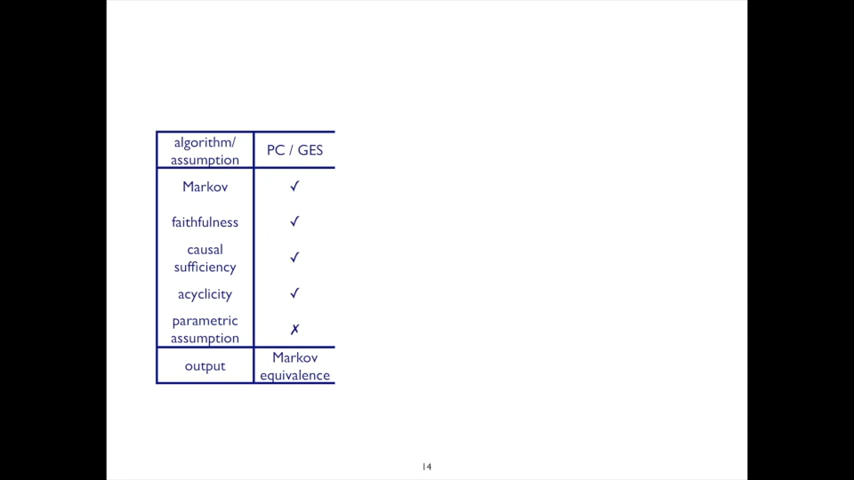 algorithm/
assumption
PC / GES
Markov
✓
faithfulness
✓
causal
sufficiency
✓
acyclicity
✓
parametric
assumption
✗
output
Markov
equivalence
14